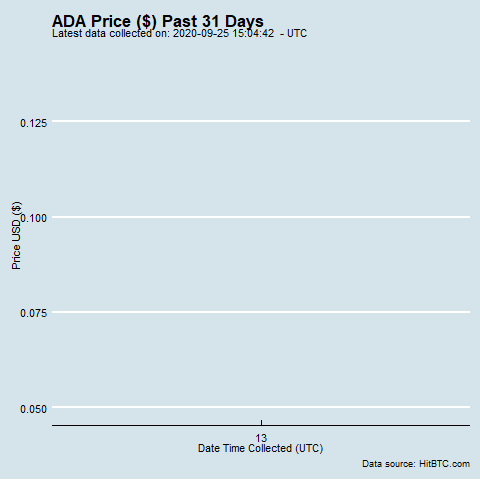 ADA Price ($) Past 31 Days
Latest data collected on: 2020-09-25 15:04:42 - UTC
0.125
0.100
0.075
0.050
Price USD ($)
13
Date Time Collected (UTC)
Data source: HitBTC.com